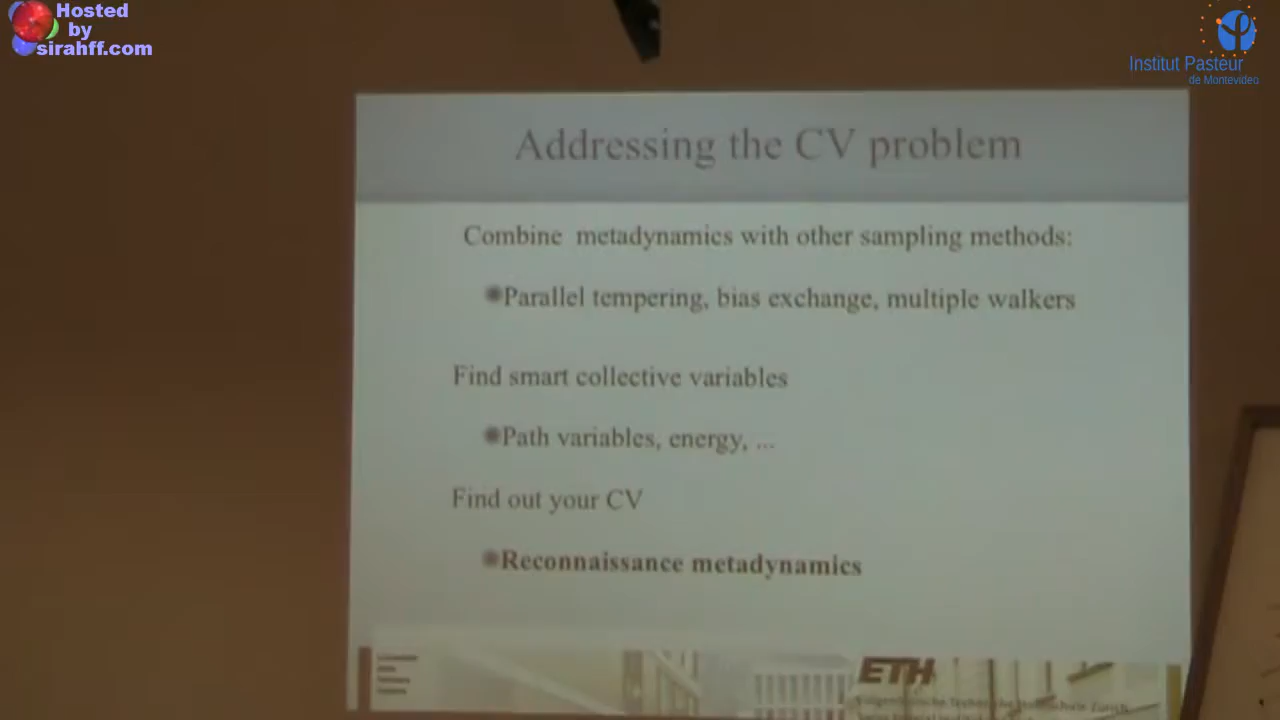 Hosted
by
sirahff.com
Institut Pasteur
de Montevideo
Addressing the CV problem
Combine metadynamics with other sampling methods:
Parallel tempering, bias exchange, multiple walkers
Find smart collective variables
Path variables, energy, ...
Find out your CV
Reconnaissance metadynamics
ETH